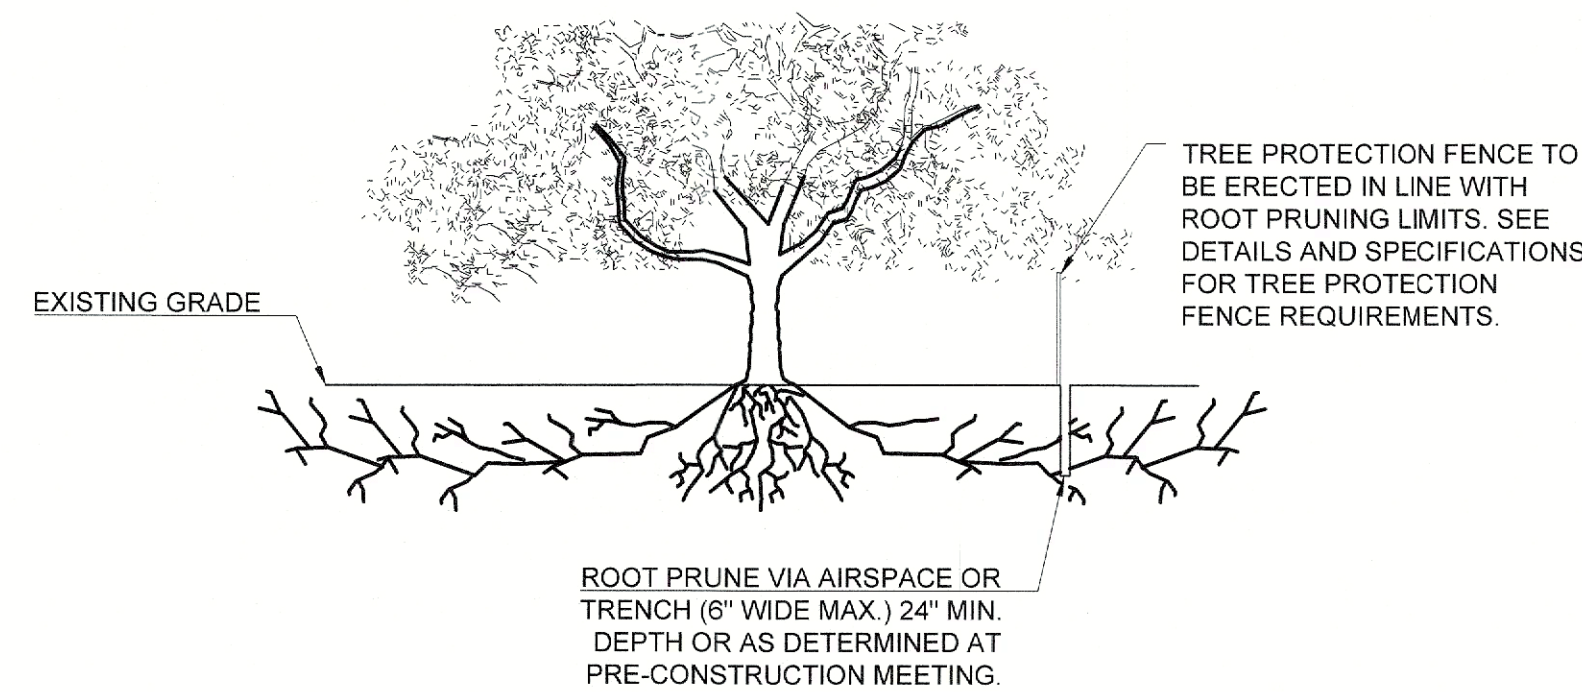 TREE PROTECTION FENCE TO
BE ERECTED IN LINE WITH
ROOT PRUNING LIMITS. SEE
DETAILS AND SPECIFICATIONS
FOR TREE PROTECTION
FENCE REQUIREMENTS.
EXISTING GRADE
ROOT PRUNE VIA AIRSPACE OR
TRENCH (6" WIDE MAX.) 24" MIN.
DEPTH OR AS DETERMINED AT
PRE-CONSTRUCTION MEETING.